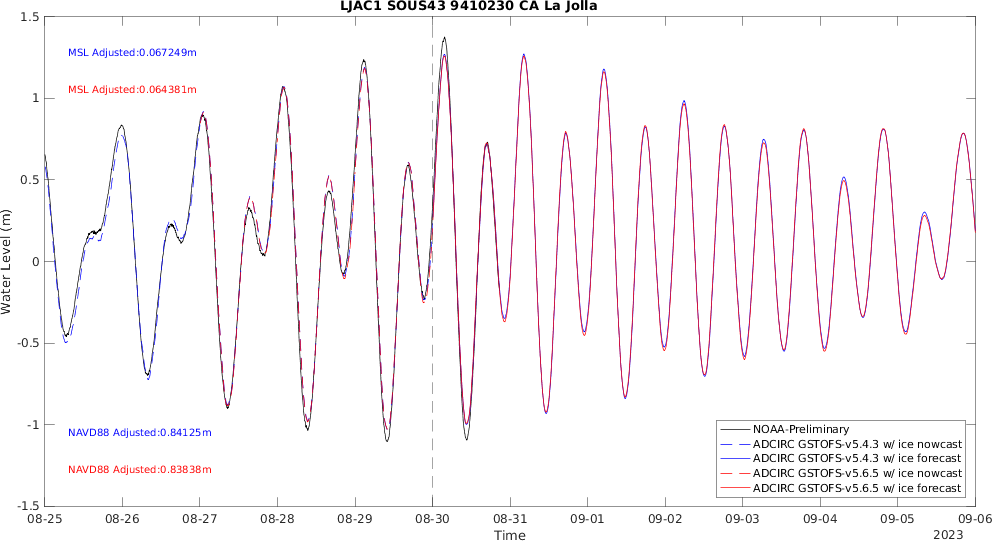 LJAC1 SOUS43 9410230 CA La Jolla
1.5
1
0.5
0
-0.5
-1
-1.5
Water Level (m)
MSL Adjusted:0.067249m
MSL Adjusted:0.064381m
NAVD88 Adjusted:0.84125m
NAVD88 Adjusted:0.83838m
NOAA-Preliminary
ADCIRC GSTOFS-v5.4.3 w/ ice nowcast
ADCIRC GSTOFS-v5.4.3 w/ ice forecast
ADCIRC GSTOFS-v5.6.5 w/ ice nowcast
ADCIRC GSTOFS-v5.6.5 w/ ice forecast
08-25 08-26 08-27 08-28 08-29 08-30 08-31 09-01 09-02 09-03 09-04 09-05 09-06
Time
2023